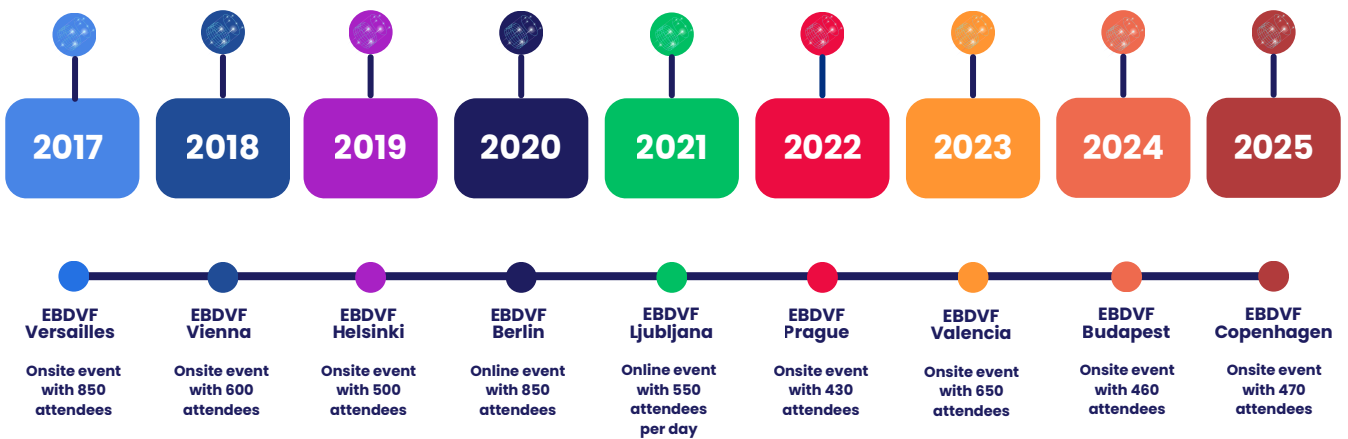 2017
2018
2019
2020
2021
2022
2023
2024
2025
EBDVF
Versailles
Onsite event
with 850
attendees
EBDVF
Vienna
Onsite event
with 600
attendees
EBDVF
Helsinki
Onsite event
with 500
attendees
EBDVF
Berlin
Online event
with 850
attendees
EBDVF
Ljubljana
Online event
with 550
attendees
per day
EBDVF
Prague
Onsite event
with 430
attendees
EBDVF
Valencia
Onsite event
with 650
attendees
EBDVF
Budapest
Onsite event
with 460
attendees
EBDVF
Copenhagen
Onsite event
with 470
attendees